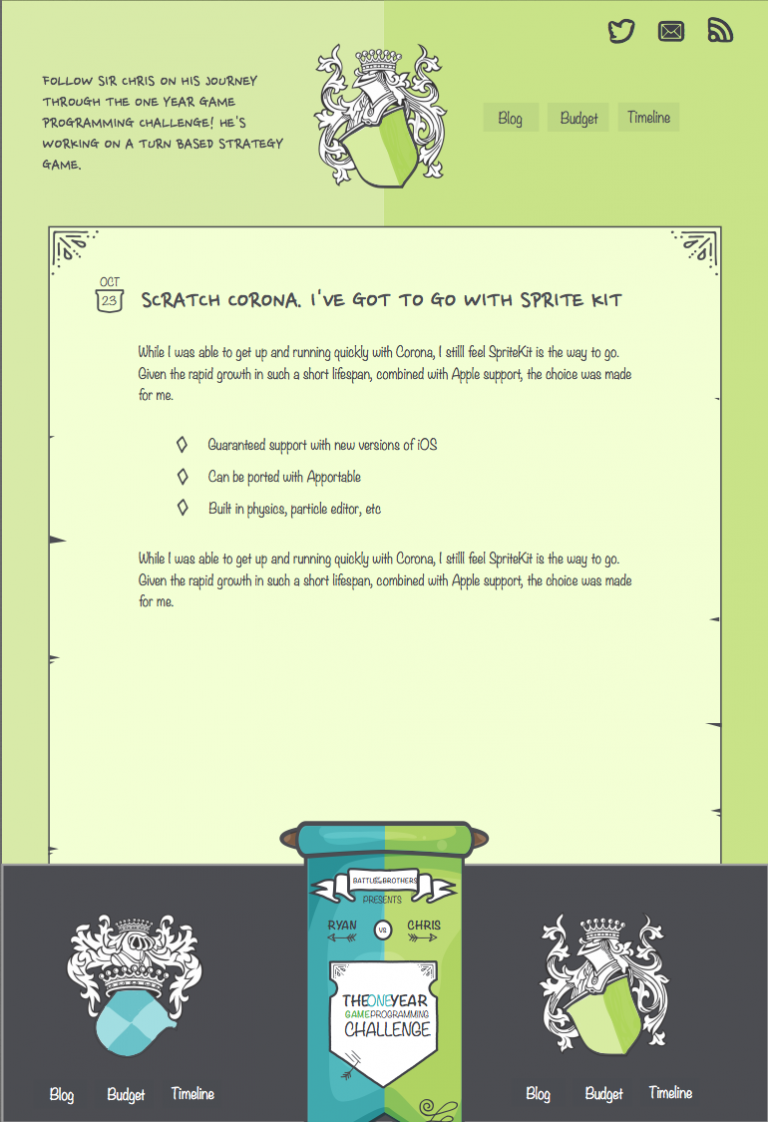 FOLLOW SIR CHRIS ON HIS JOURNEY
THROUGH THE ONE YEAR GAME
PROGRAMMING CHALLENGE! HE'S
WORKING ON A TURN BASED STRATEGY
GAME.
Blog
Budget
Timeline
OCT
23
SCRATCH CORONA. I'VE GOT TO GO WITH SPRITE KIT
While I was able to get up and running quickly with Corona, I stilll feel SpriteKit is the way to go.
Given the rapid growth in such a short lifespan, combined with Apple support, the choice was made
for me.
Guaranteed support with new versions of iOS
Can be ported with Apportable
Built in physics, particle editor, etc
While I was able to get up and running quickly with Corona, I stilll feel SpriteKit is the way to go.
Given the rapid growth in such a short lifespan, combined with Apple support, the choice was made
for me.
BATTLE OF THE BROTHERS
PRESENTS
RYAN VS CHRIS
THE ONE YEAR
GAME PROGRAMMING
CHALLENGE
Blog Budget Timeline
Blog Budget Timeline